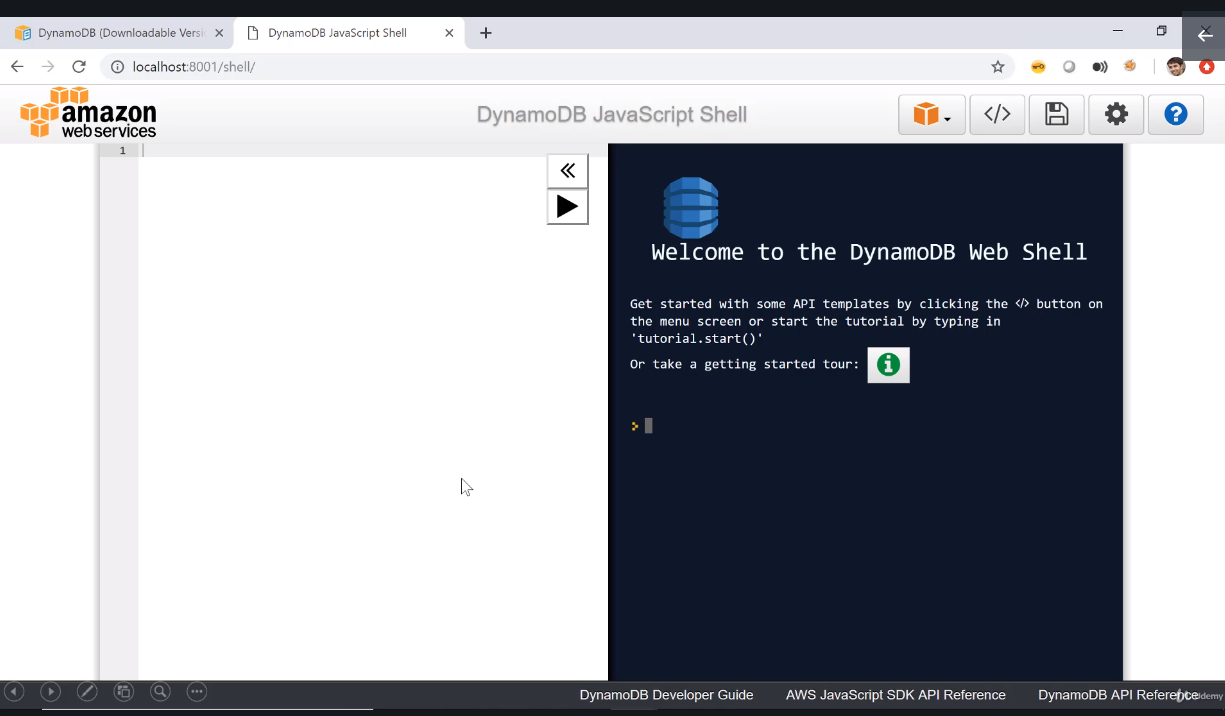 DynamoDB (Downloadable Versi
DynamoDB JavaScript Shell
localhost:8001/shell/
amazon
web services
DynamoDB JavaScript Shell
</>
?
1
Welcome to the DynamoDB Web Shell
Get started with some API templates by clicking the </> button on
the menu screen or start the tutorial by typing in
'tutorial.start()'
Or take a getting started tour:
>
DynamoDB Developer Guide
AWS JavaScript SDK API Reference
DynamoDB API Reference
Udemy